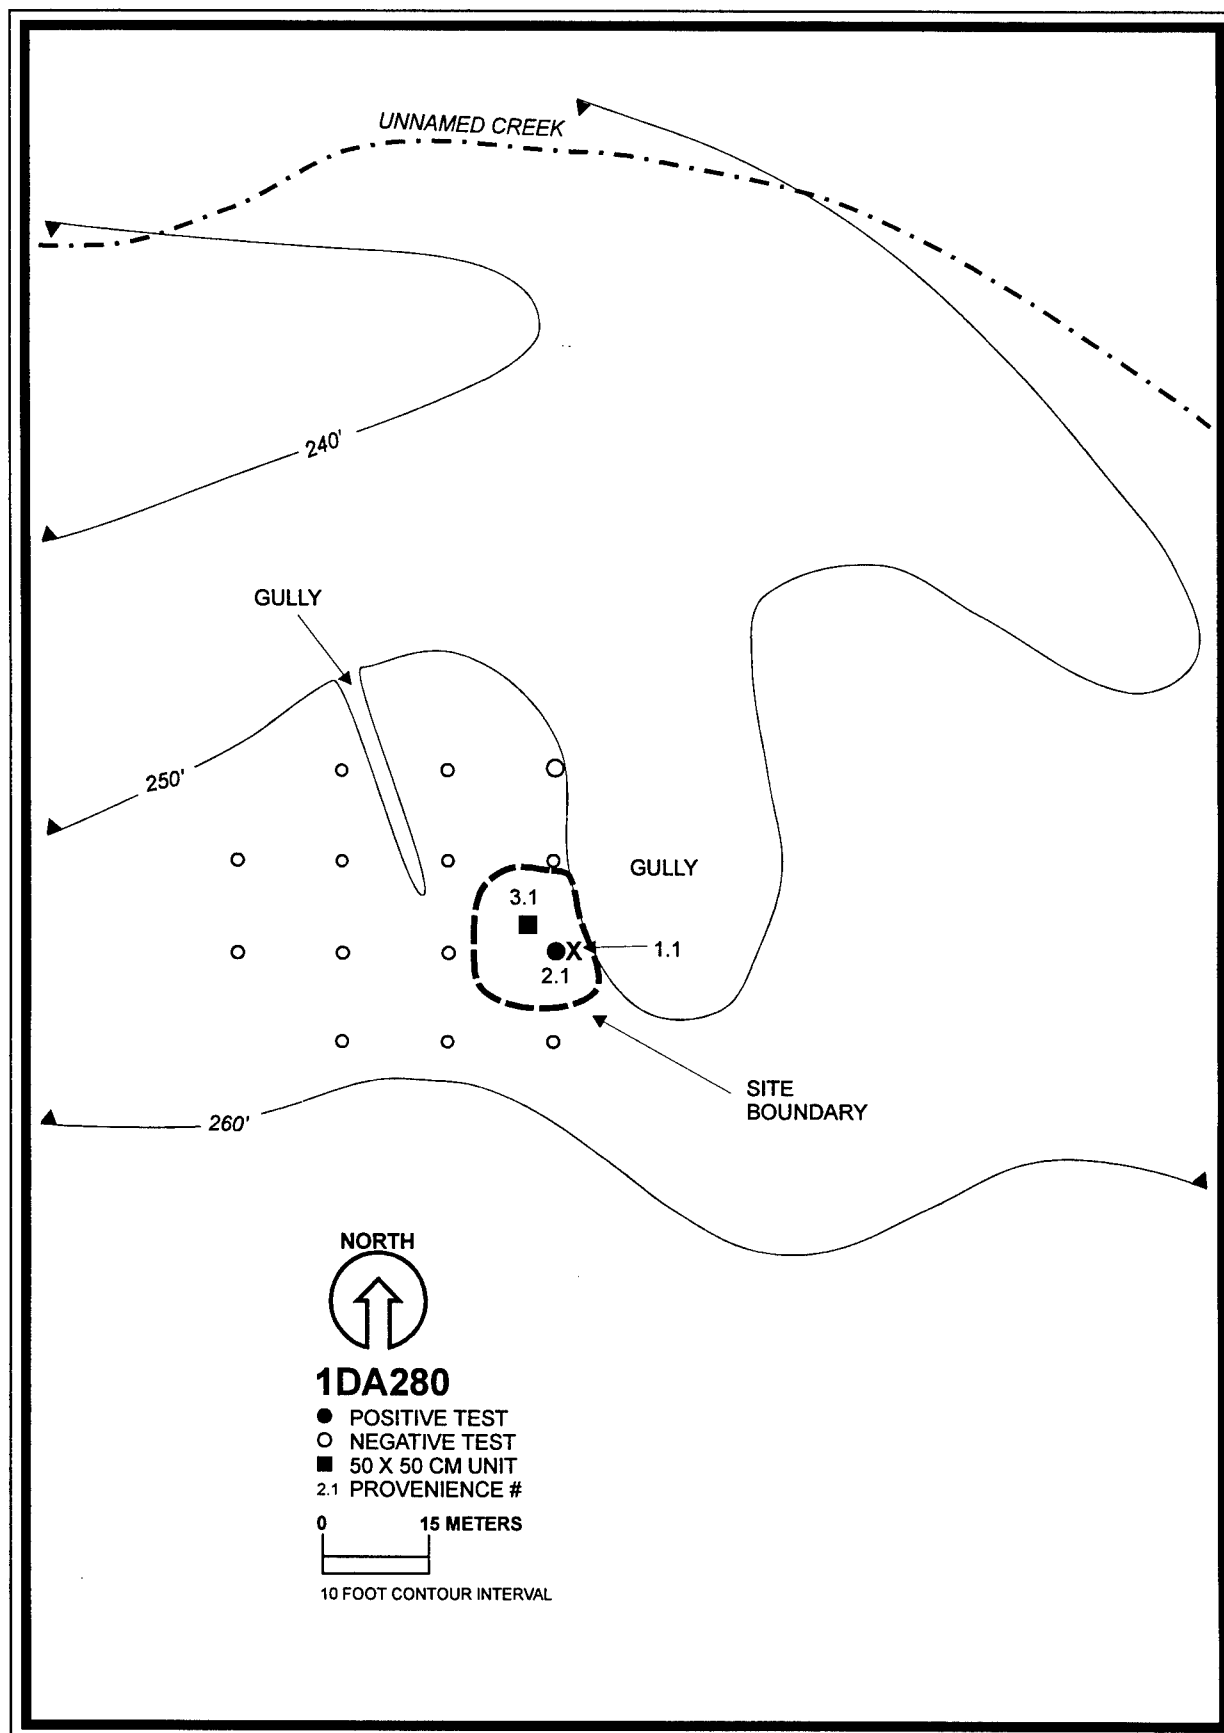 UNNAMED CREEK
240'
GULLY
250'
GULLY
3.1
1.1
2.1
SITE
BOUNDARY
260'
NORTH
1DA280
POSITIVE TEST
NEGATIVE TEST
50 X 50 CM UNIT
2.1 PROVENIENCE #
0 15 METERS
10 FOOT CONTOUR INTERVAL